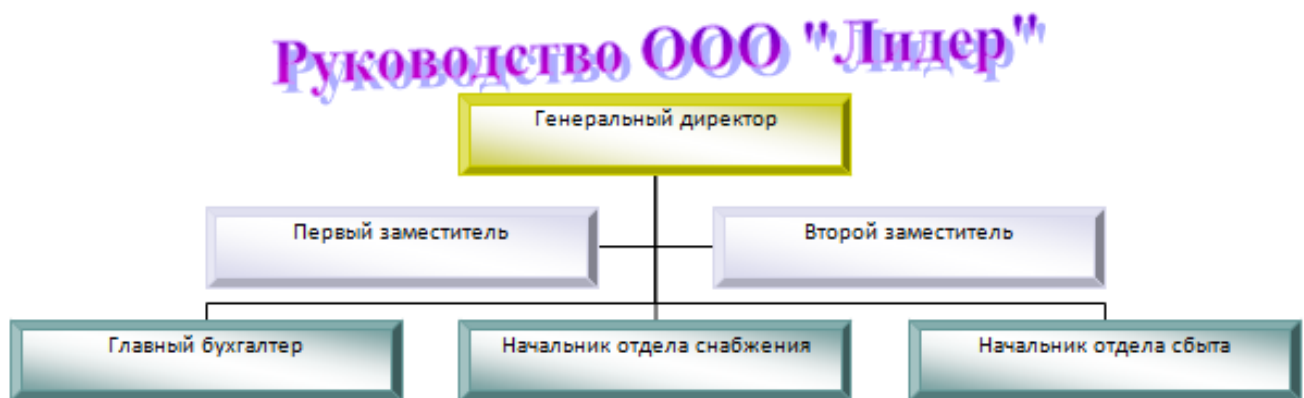 Руководство ООО "Лидер"
Генеральный директор
Первый заместитель
Второй заместитель
Главный бухгалтер
Начальник отдела снабжения
Начальник отдела сбыта